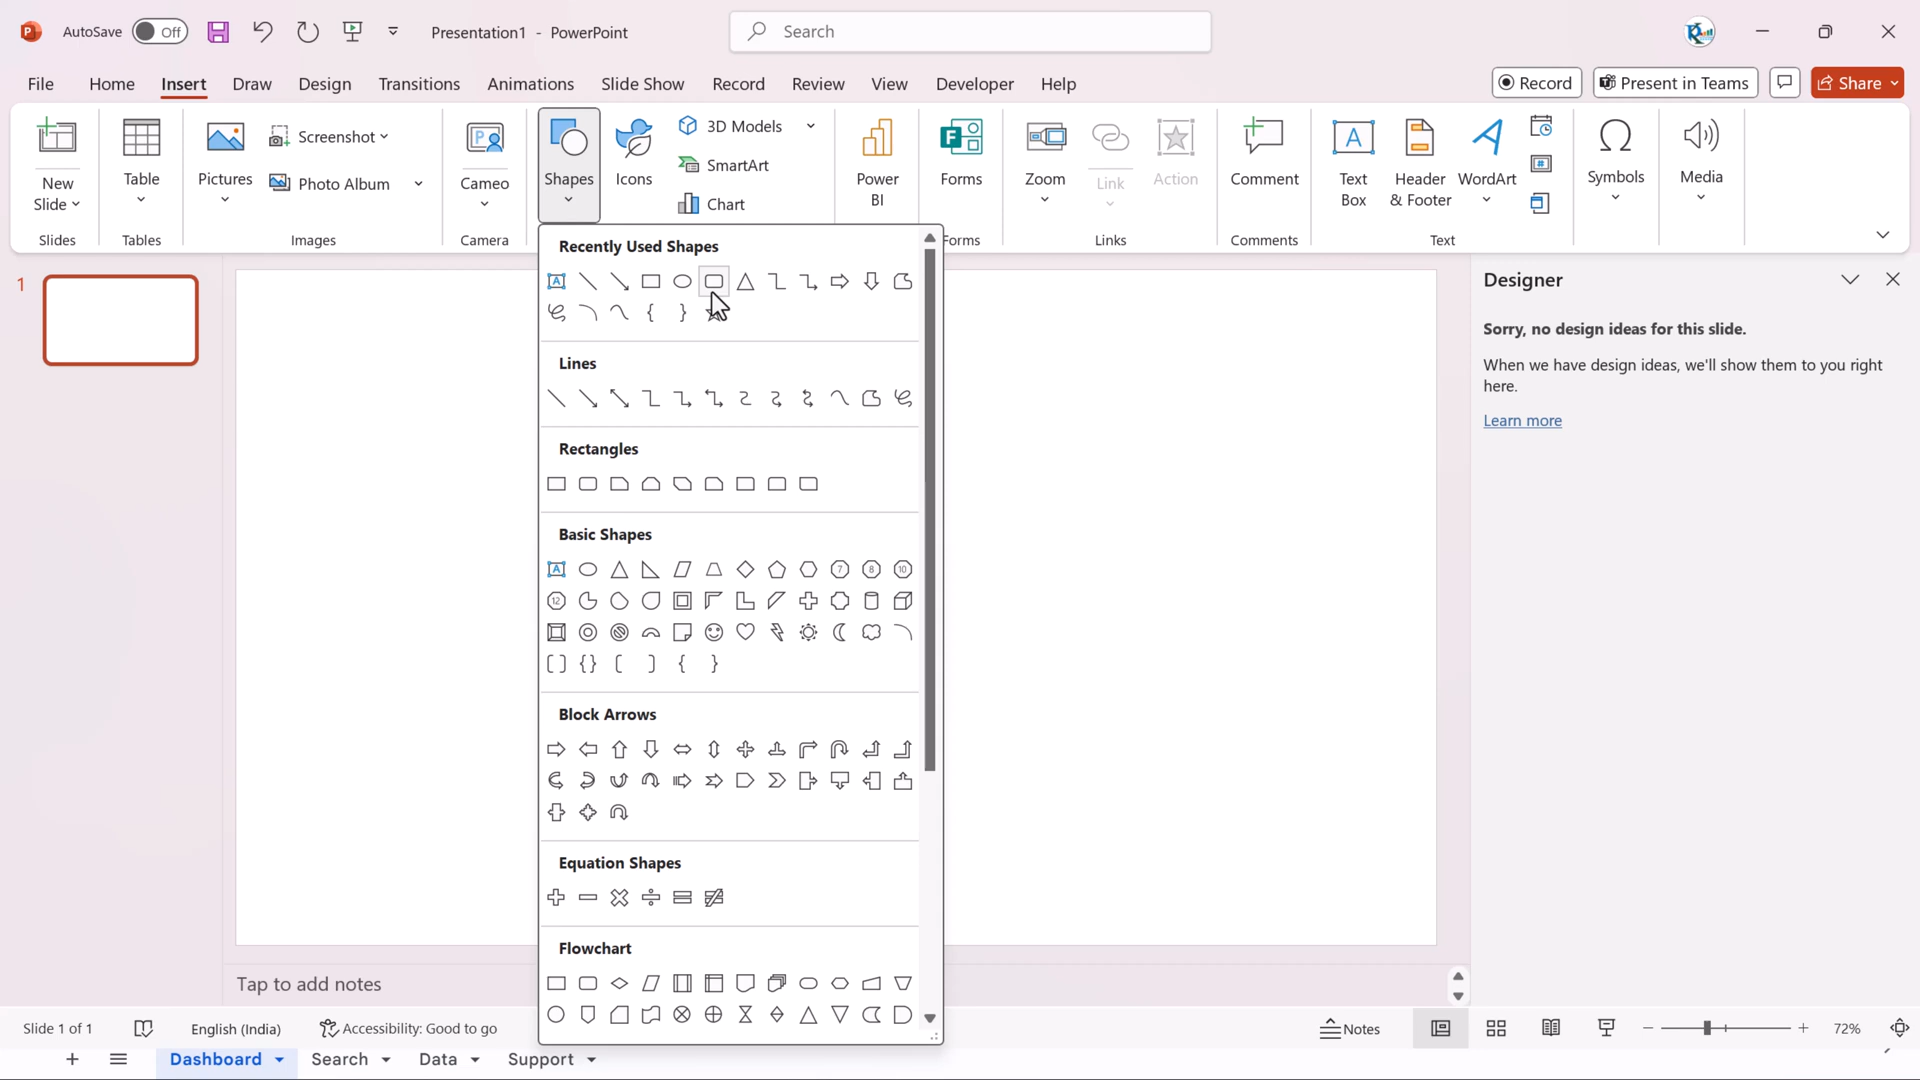 AutoSave Off Presentation1 - PowerPoint Search
File Home Insert Draw Design Transitions Animations Slide Show Record Review View Developer Help Record Present in Teams Share
New Slide
Slides
Table
Tables
Pictures
Screenshot
Photo Album
Images
Cameo
Camera
Shapes
Icons
3D Models
SmartArt
Chart
Power BI
Forms
Forms
Zoom
Link
Action
Links
Comment
Comments
Text Box
Header & Footer
WordArt
Text
Symbols
Media
Recently Used Shapes
Lines
Rectangles
Basic Shapes
7 8 10
12
Block Arrows
Equation Shapes
Flowchart
1
Designer
Sorry, no design ideas for this slide.
When we have design ideas, we'll show them to you right
here.
Learn more
Tap to add notes
Slide 1 of 1 English (India) Accessibility: Good to go Notes 72%
Dashboard Search Data Support